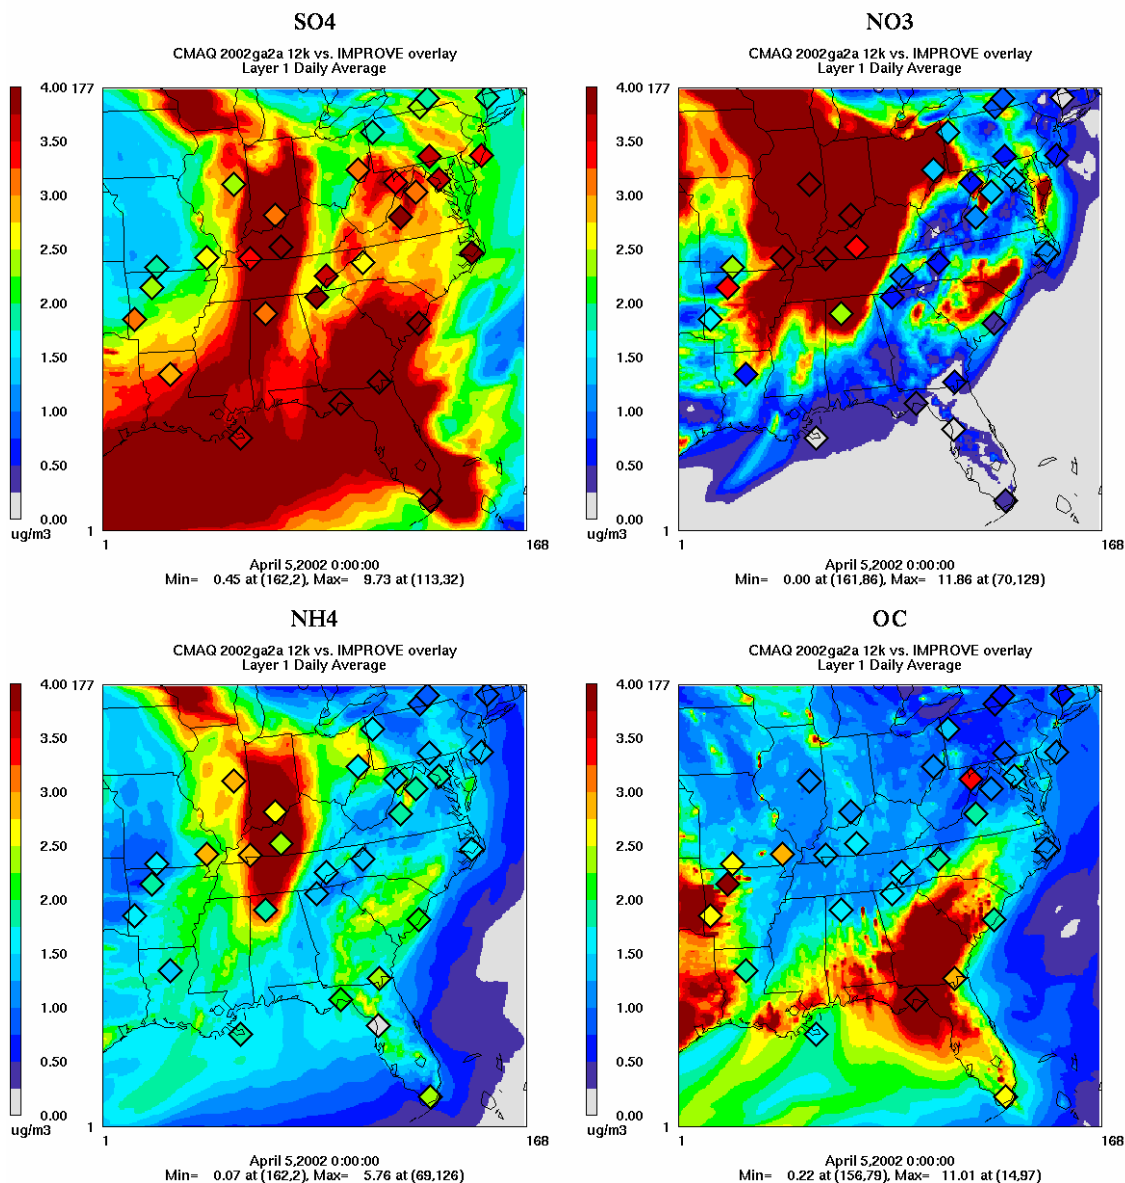 SO4
CMAQ 2002ga2a 12k vs. IMPROVE overlay
Layer 1 Daily Average
4.00 177
3.50
3.00
2.50
2.00
1.50
1.00
0.50
0.00
ug/m3
1
1
168
April 5,2002 0:00:00
Min= 0.45 at (162,2), Max= 9.73 at (113,32)
NO3
CMAQ 2002ga2a 12k vs. IMPROVE overlay
Layer 1 Daily Average
4.00 177
3.50
3.00
2.50
2.00
1.50
1.00
0.50
0.00
ug/m3
1
1
168
April 5,2002 0:00:00
Min= 0.00 at (161,86), Max= 11.86 at (70,129)
NH4
CMAQ 2002ga2a 12k vs. IMPROVE overlay
Layer 1 Daily Average
4.00 177
3.50
3.00
2.50
2.00
1.50
1.00
0.50
0.00
ug/m3
1
1
168
April 5,2002 0:00:00
Min= 0.07 at (162,2), Max= 5.76 at (69,126)
OC
CMAQ 2002ga2a 12k vs. IMPROVE overlay
Layer 1 Daily Average
4.00 177
3.50
3.00
2.50
2.00
1.50
1.00
0.50
0.00
ug/m3
1
1
168
April 5,2002 0:00:00
Min= 0.22 at (156,79), Max= 11.01 at (14,97)